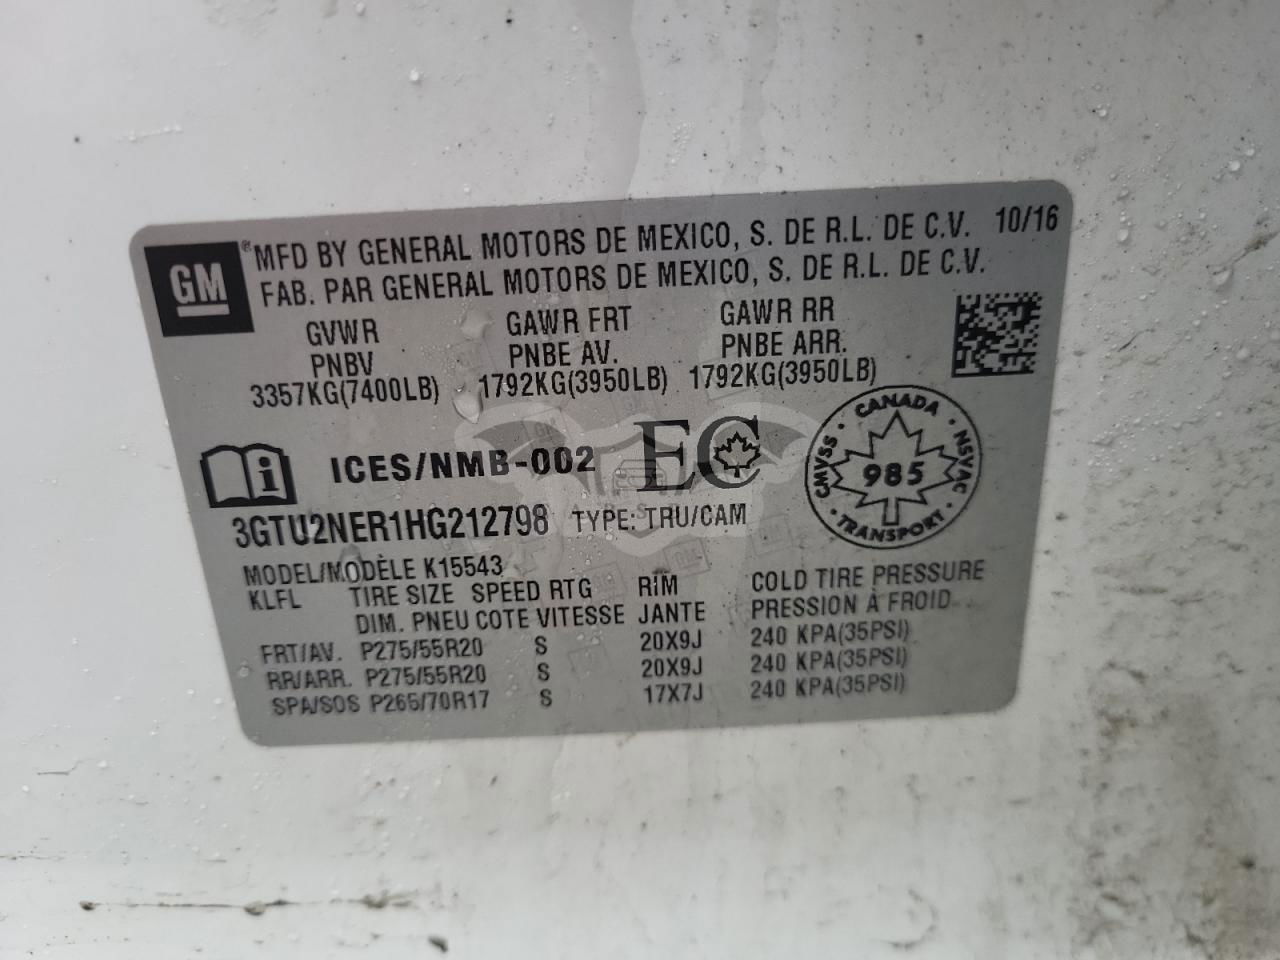 GM
® MFD BY GENERAL MOTORS DE MEXICO, S. DE R.L. DE C.V. 10/16
FAB. PAR GENERAL MOTORS DE MEXICO, S. DE R.L. DE C.V.
GVWR GAWR FRT GAWR RR
PNBV PNBE AV. PNBE ARR.
3357KG(7400LB) 1792KG(3950LB) 1792KG(3950LB)
i ICES/NMB-002 EC
CANADA CMVSS · NSVAC · TRANSPORT · 985
3GTU2NER1HG212798 TYPE: TRU/CAM
MODEL/MODÈLE K15543
KLFL TIRE SIZE SPEED RTG RIM COLD TIRE PRESSURE
DIM. PNEU COTE VITESSE JANTE PRESSION À FROID
FRT/AV. P275/55R20 S 20X9J 240 KPA(35PSI)
RR/ARR. P275/55R20 S 20X9J 240 KPA(35PSI)
SPA/SOS P265/70R17 S 17X7J 240 KPA(35PSI)